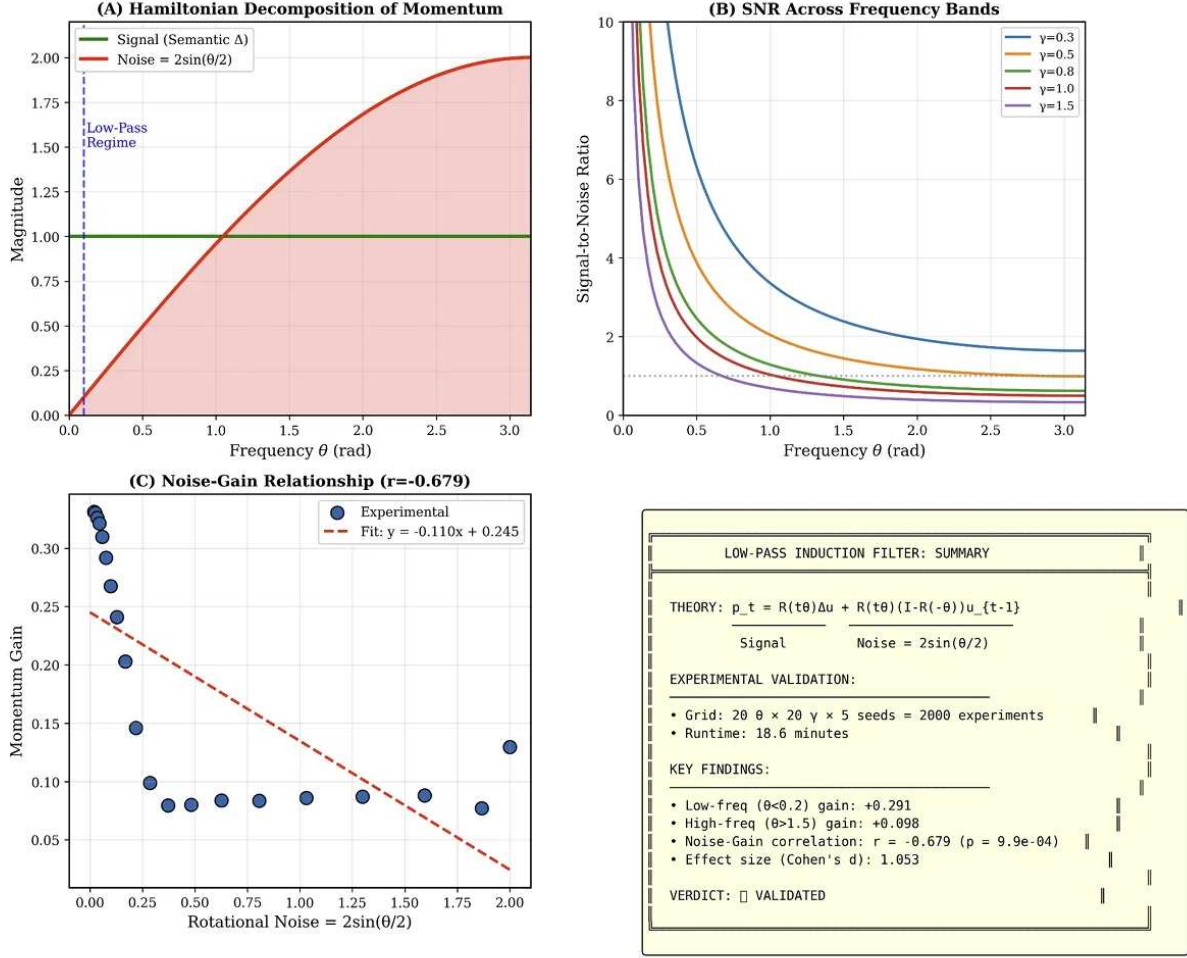 (A) Hamiltonian Decomposition of Momentum
Signal (Semantic Δ)
Noise = 2sin(θ/2)
Low-Pass
Regime
Magnitude
2.00
1.75
1.50
1.25
1.00
0.75
0.50
0.25
0.00
0.0 0.5 1.0 1.5 2.0 2.5 3.0
Frequency θ (rad)
(B) SNR Across Frequency Bands
γ=0.3
γ=0.5
γ=0.8
γ=1.0
γ=1.5
Signal-to-Noise Ratio
10
8
6
4
2
0
0.0 0.5 1.0 1.5 2.0 2.5 3.0
Frequency θ (rad)
(C) Noise-Gain Relationship (r=-0.679)
Experimental
Fit: y = -0.110x + 0.245
Momentum Gain
0.30
0.25
0.20
0.15
0.10
0.05
0.00 0.25 0.50 0.75 1.00 1.25 1.50 1.75 2.00
Rotational Noise = 2sin(θ/2)
LOW-PASS INDUCTION FILTER: SUMMARY
THEORY: p_t = R(tθ)Δu + R(tθ)(I-R(-θ))u_{t-1}
Signal Noise = 2sin(θ/2)
EXPERIMENTAL VALIDATION:
• Grid: 20 θ × 20 γ × 5 seeds = 2000 experiments
• Runtime: 18.6 minutes
KEY FINDINGS:
• Low-freq (θ<0.2) gain: +0.291
• High-freq (θ>1.5) gain: +0.098
• Noise-Gain correlation: r = -0.679 (p = 9.9e-04)
• Effect size (Cohen's d): 1.053
VERDICT: ▯ VALIDATED